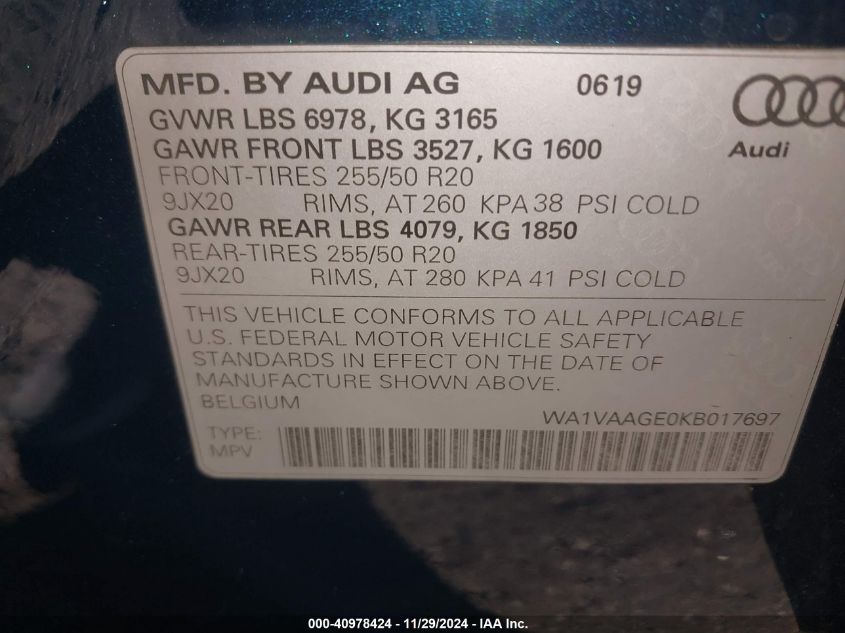 MFD. BY AUDI AG 0619
GVWR LBS 6978, KG 3165
GAWR FRONT LBS 3527, KG 1600
Audi
FRONT-TIRES 255/50 R20
9JX20 RIMS, AT 260 KPA 38 PSI COLD
GAWR REAR LBS 4079, KG 1850
REAR-TIRES 255/50 R20
9JX20 RIMS, AT 280 KPA 41 PSI COLD
THIS VEHICLE CONFORMS TO ALL APPLICABLE
U.S. FEDERAL MOTOR VEHICLE SAFETY
STANDARDS IN EFFECT ON THE DATE OF
MANUFACTURE SHOWN ABOVE.
BELGIUM
WA1VAAGE0KB017697
TYPE:
MPV
000-40978424 - 11/29/2024 - IAA Inc.